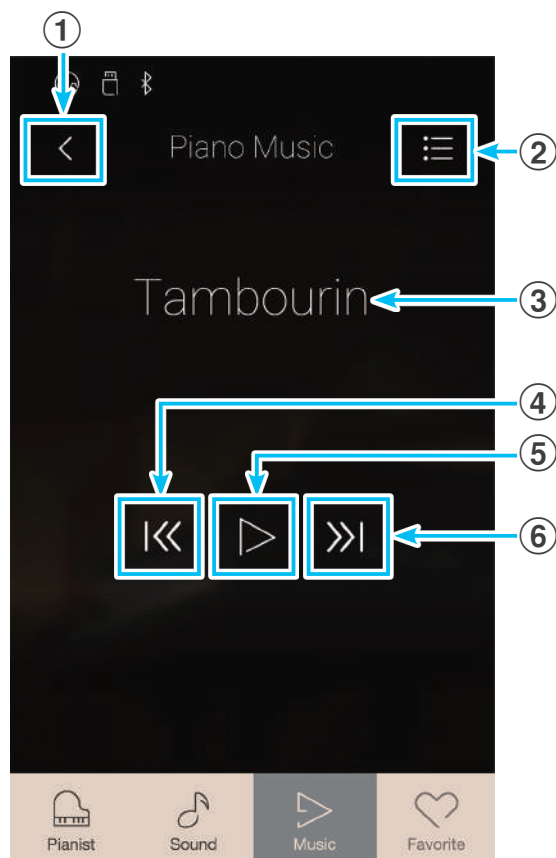 ①
Piano Music
②
Tambourin
③
④
⑤
⑥
Pianist Sound Music Favorite